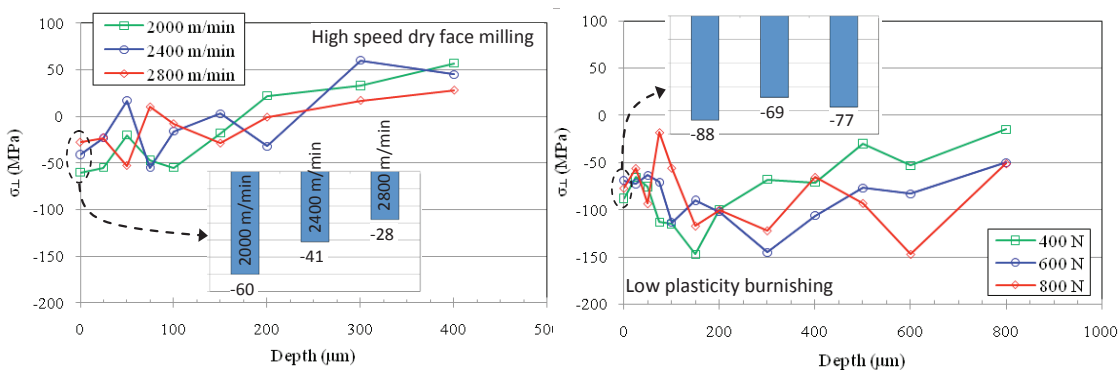 100
50
0
-50
-100
-150
-200
σ⊥ (MPa)
2000 m/min
2400 m/min
2800 m/min
High speed dry face milling
2000 m/min
2400 m/min
2800 m/min
-60
-41
-28
0
100
200
300
400
500
Depth (µm)
100
50
0
-50
-100
-150
-200
σ⊥ (MPa)
-88
-69
-77
Low plasticity burnishing
400 N
600 N
800 N
0
200
400
600
800
1000
Depth (µm)